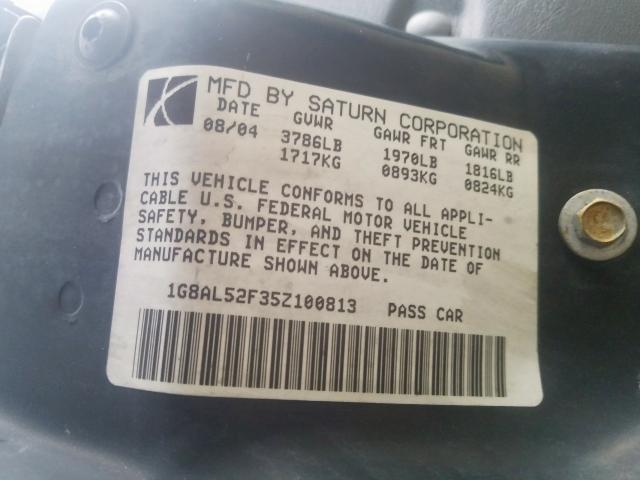 MFD BY SATURN CORPORATION
DATE GVWR GAWR FRT GAWR RR
08/04 3786LB 1970LB 1816LB
1717KG 0893KG 0824KG
THIS VEHICLE CONFORMS TO ALL APPLI-
CABLE U.S. FEDERAL MOTOR VEHICLE
SAFETY, BUMPER, AND THEFT PREVENTION
STANDARDS IN EFFECT ON THE DATE OF
MANUFACTURE SHOWN ABOVE.
1G8AL52F35Z100813 PASS CAR